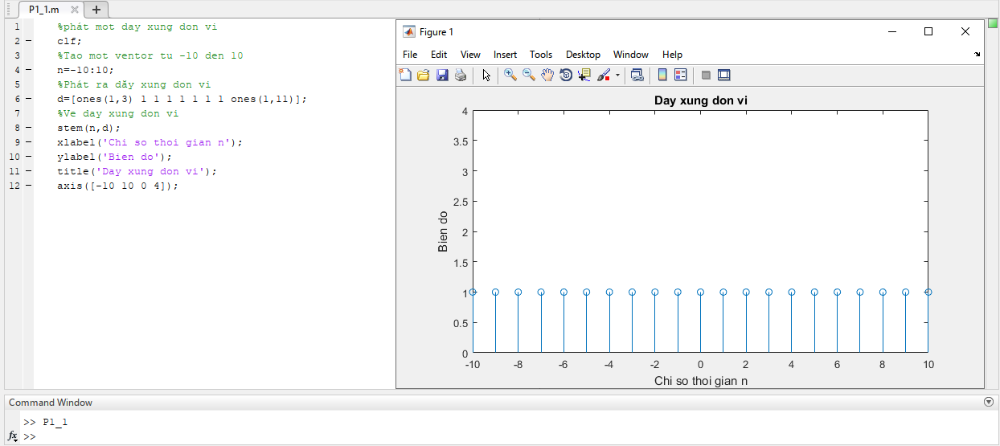 P1_1.m
1 %phát mot day xung don vi
2 clf;
3 %Tao mot ventor tu -10 den 10
4 n=-10:10;
5 %Phát ra dãy xung don vi
6 d=[ones(1,3) 1 1 1 1 1 1 1 ones(1,11)];
7 %Ve day xung don vi
8 stem(n,d);
9 xlabel('Chi so thoi gian n');
10 ylabel('Bien do');
11 title('Day xung don vi');
12 axis([-10 10 0 4]);
Figure 1
File Edit View Insert Tools Desktop Window Help
Day xung don vi
4
3.5
3
2.5
2
1.5
1
0.5
0
Bien do
-10 -8 -6 -4 -2 0 2 4 6 8 10
Chi so thoi gian n
Command Window
>> P1_1
fx >>